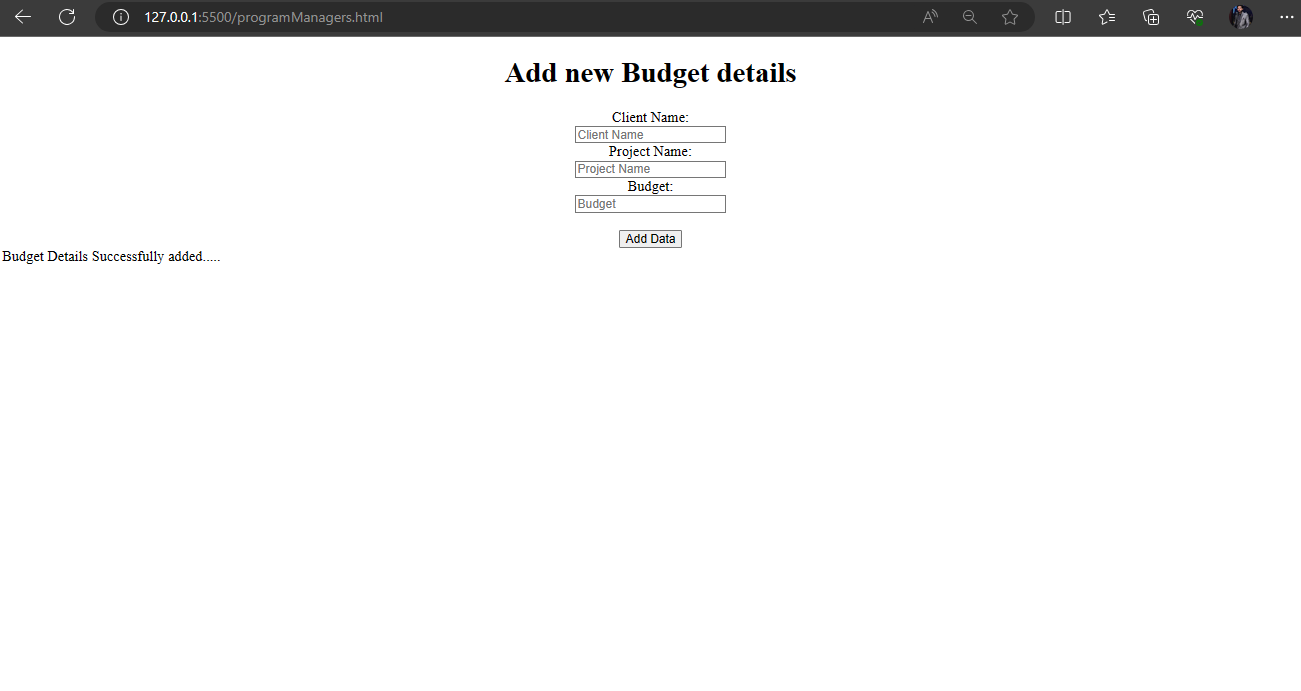 127.0.0.1:5500/programManagers.html
Add new Budget details
Client Name:
Client Name
Project Name:
Project Name
Budget:
Budget
Add Data
Budget Details Successfully added.....